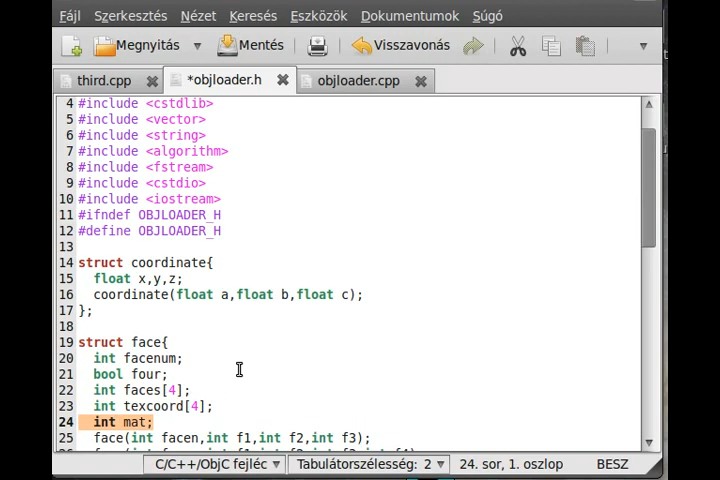 Fájl Szerkesztés Nézet Keresés Eszközök Dokumentumok Súgó
Megnyitás Mentés Visszavonás
third.cpp *objloader.h objloader.cpp
4 #include <cstdlib>
5 #include <vector>
6 #include <string>
7 #include <algorithm>
8 #include <fstream>
9 #include <cstdio>
10 #include <iostream>
11 #ifndef OBJLOADER_H
12 #define OBJLOADER_H
13
14 struct coordinate{
15 float x,y,z;
16 coordinate(float a,float b,float c);
17 };
18
19 struct face{
20 int facenum;
21 bool four;
22 int faces[4];
23 int texcoord[4];
24 int mat;
25 face(int facen,int f1,int f2,int f3);
C/C++/ObjC fejléc Tabulátorszélesség: 2 24. sor, 1. oszlop BESZ